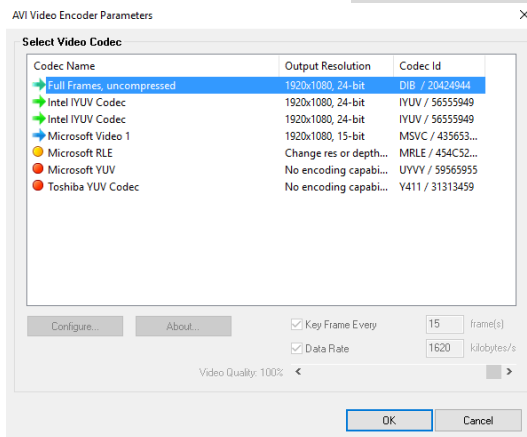 AVI Video Encoder Parameters
Select Video Codec
Codec Name Output Resolution Codec Id
Full Frames, uncompressed 1920x1080, 24-bit DIB / 20424944
Intel IYUV Codec 1920x1080, 24-bit IYUV / 56555949
Intel IYUV Codec 1920x1080, 24-bit IYUV / 56555949
Microsoft Video 1 1920x1080, 15-bit MSVC / 435653...
Microsoft RLE Change res or depth... MRLE / 454C52...
Microsoft YUV No encoding capabi... UYVY / 59565955
Toshiba YUV Codec No encoding capabi... Y411 / 31313459
Configure... About... Key Frame Every 15 frame(s)
Data Rate 1620 kilobytes/s
Video Quality: 100%
OK Cancel